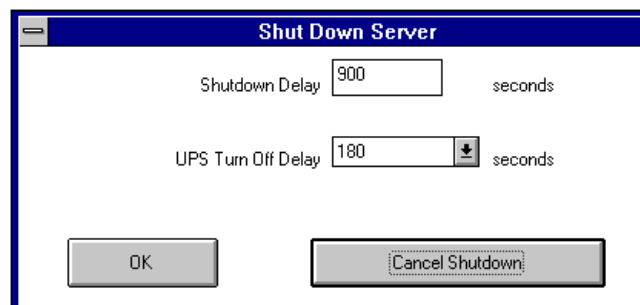 Shut Down Server
Shutdown Delay 900 seconds
UPS Turn Off Delay 180 seconds
OK Cancel Shutdown